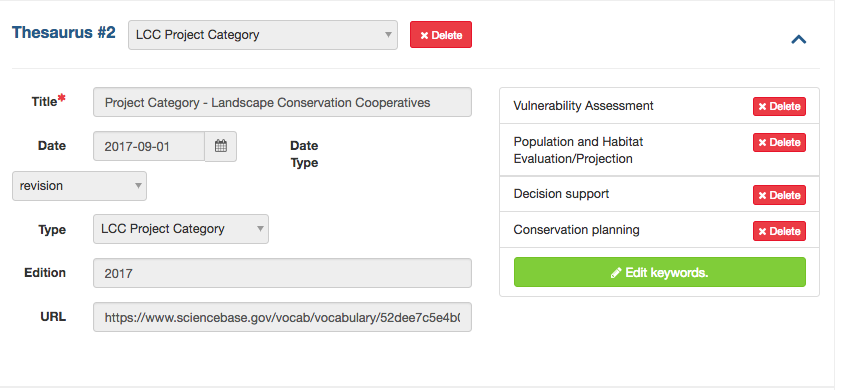 Thesaurus #2
LCC Project Category
Delete
Title*
Project Category - Landscape Conservation Cooperatives
Date
2017-09-01
Date
Type
revision
Type
LCC Project Category
Edition
2017
URL
https://www.sciencebase.gov/vocab/vocabulary/52dee7c5e4b0
Vulnerability Assessment
Delete
Population and Habitat
Evaluation/Projection
Delete
Decision support
Delete
Conservation planning
Delete
Edit keywords.